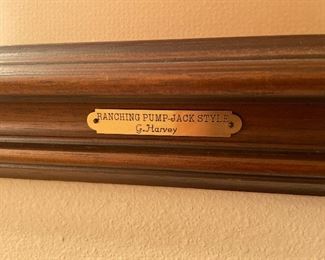 RANCHING PUMP-JACK STYLE
G. Harvey